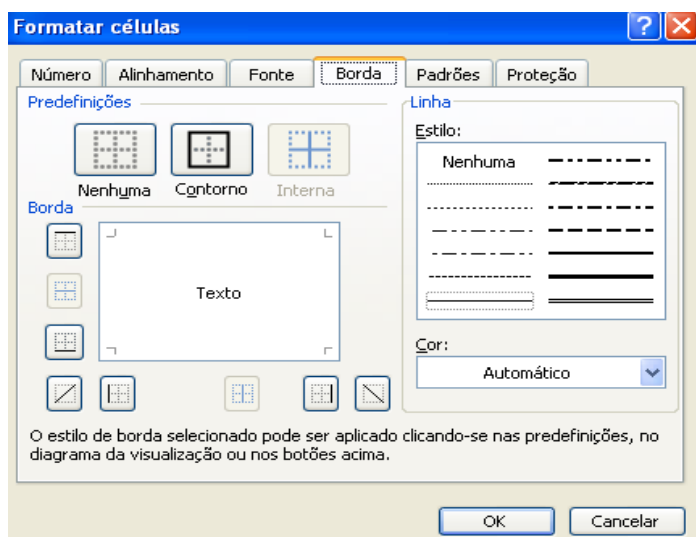 Formatar células
Número Alinhamento Fonte Borda Padrões Proteção
Predefinições
Nenhuma Contorno Interna
Borda
Texto
Linha
Estilo:
Nenhuma
Cor:
Automático
O estilo de borda selecionado pode ser aplicado clicando-se nas predefinições, no
diagrama da visualização ou nos botões acima.
OK Cancelar